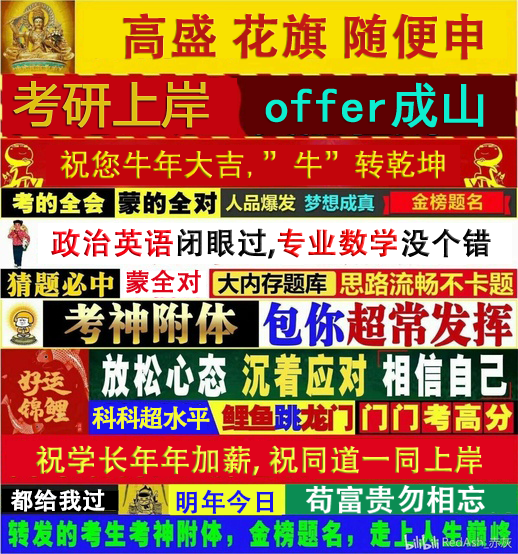 高盛 花旗 随便申
考研上岸 offer成山
祝您牛年大吉,”牛”转乾坤
考的全会 蒙的全对 人品爆发 梦想成真 金榜题名
政治英语闭眼过,专业数学没个错
猜题必中 蒙全对 大内存题库 思路流畅不卡题
考神附体 包你超常发挥
好运锦鲤 放松心态 沉着应对 相信自己
科科超水平 鲤鱼跳龙门 门门考高分
祝学长年年加薪,祝同道一同上岸
都给我过 明年今日 苟富贵勿相忘
转发的考生考神附体，金榜题名，走上人生巅峰
bilibili RedAsh_赤灰